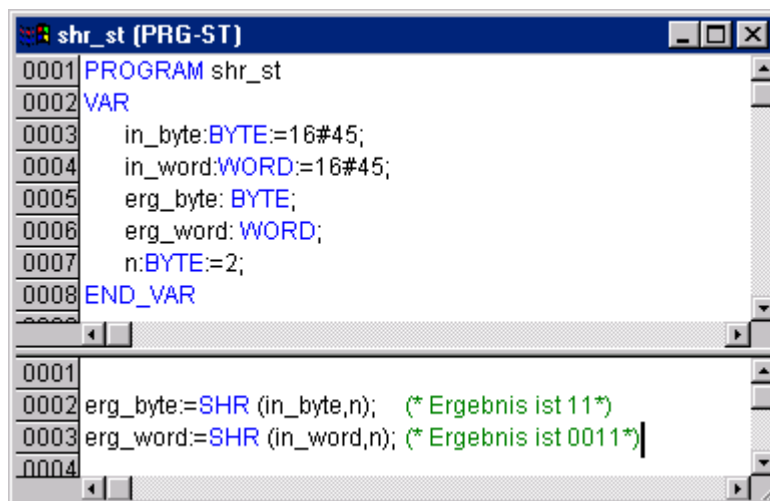 shr_st (PRG-ST)
0001 PROGRAM shr_st
0002 VAR
0003 in_byte:BYTE:=16#45;
0004 in_word:WORD:=16#45;
0005 erg_byte: BYTE;
0006 erg_word: WORD;
0007 n:BYTE:=2;
0008 END_VAR
0001
0002 erg_byte:=SHR (in_byte,n); (* Ergebnis ist 11*)
0003 erg_word:=SHR (in_word,n); (* Ergebnis ist 0011*)
0004